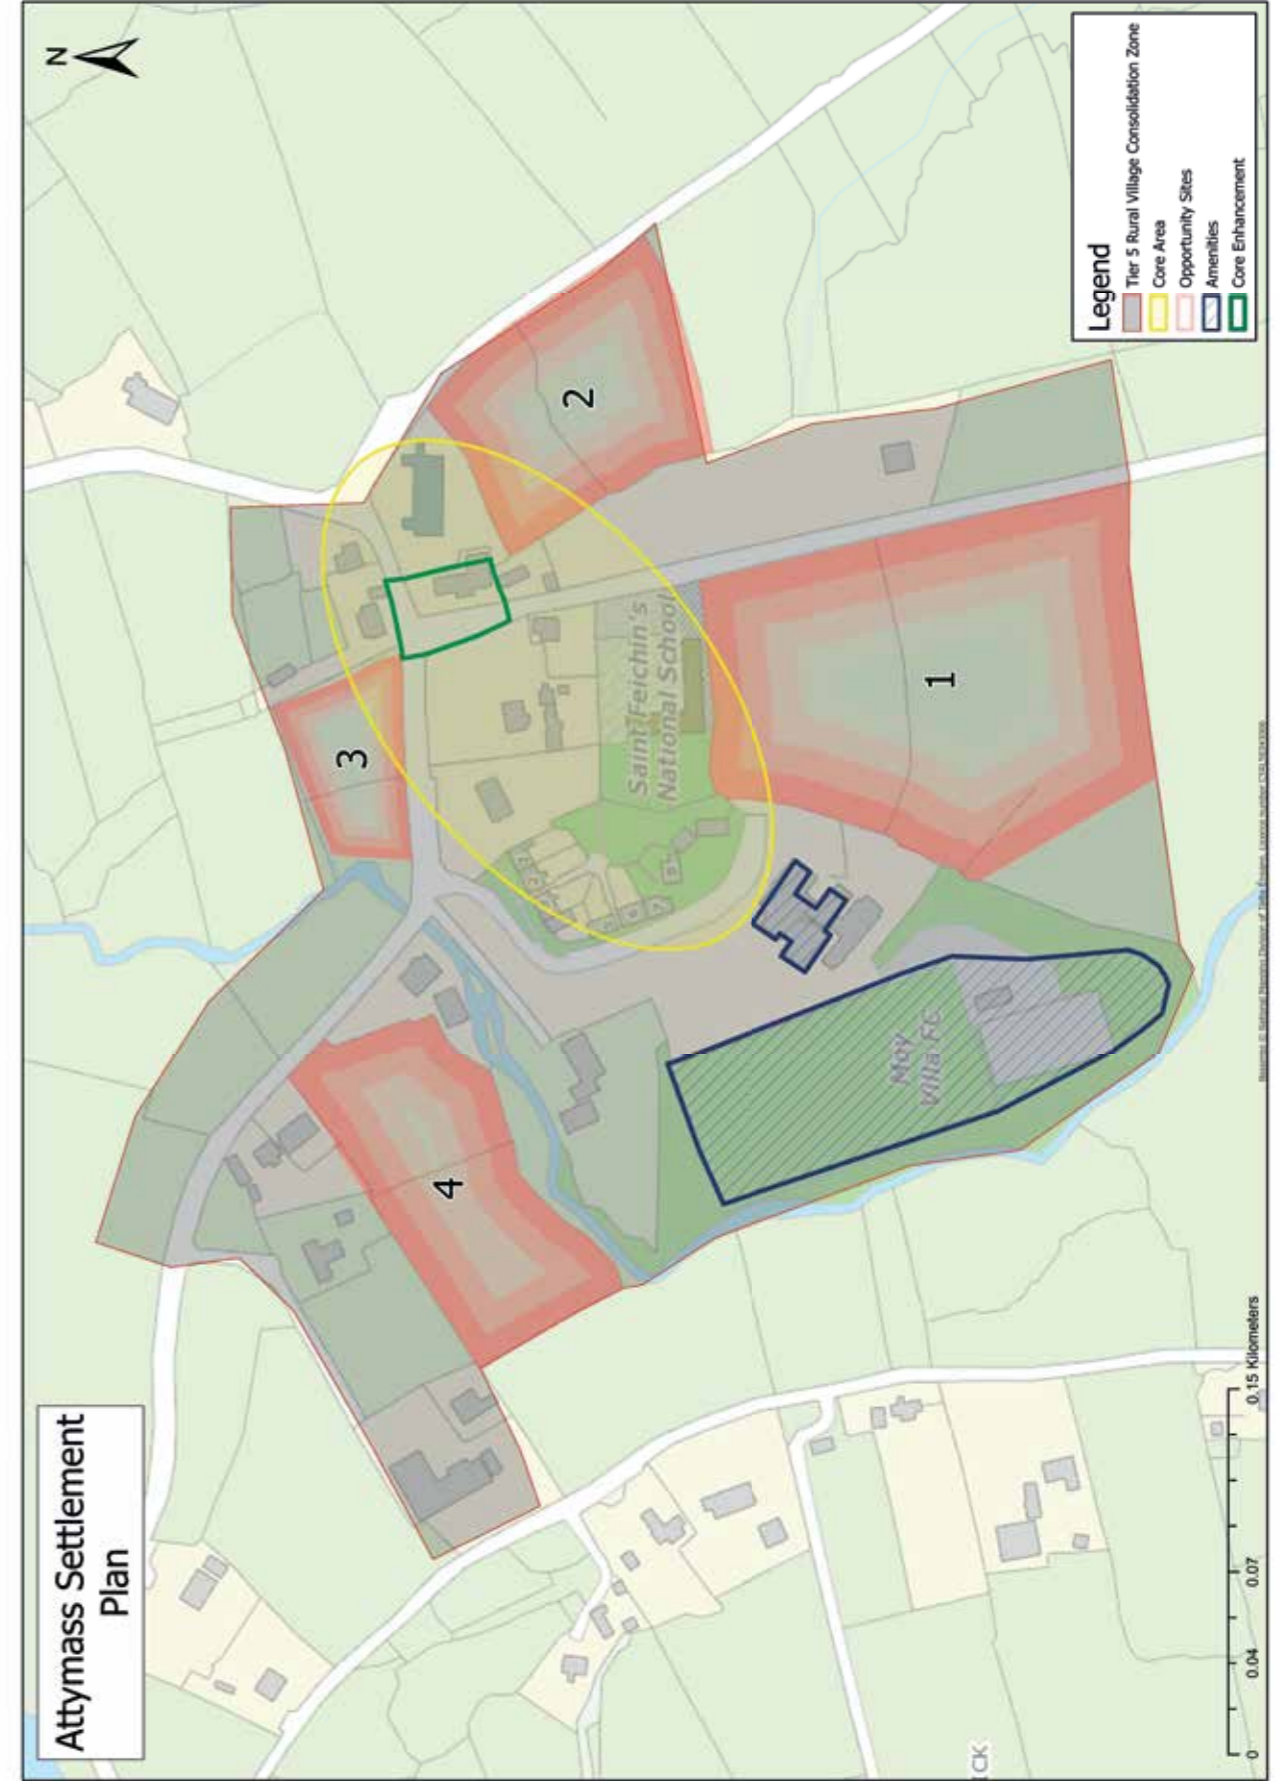 Attymass Settlement
Plan
N
Legend
Tier 5 Rural Village Consolidation Zone
Core Area
Opportunity Sites
Amenities
Core Enhancement
1
2
3
4
Saint Feichin's
National School
Moy
Villa FC
ICK
0
0.04
0.07
0.15 Kilometers